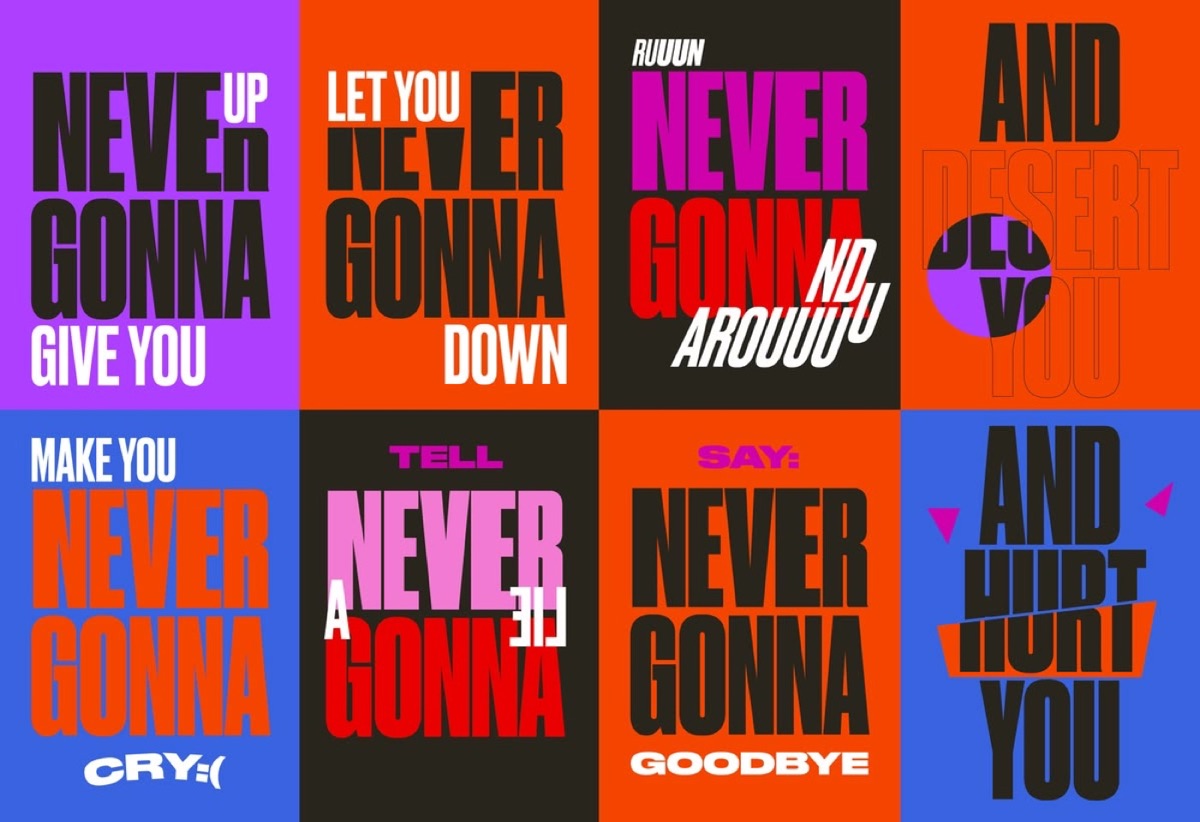 NEVER
UP
GONNA
GIVE YOU
LET YOU
NEVER
GONNA
DOWN
RUUUN
NEVER
GONNA
ND
AROUUUU
AND
DESERT
YOU
MAKE YOU
NEVER
GONNA
CRY:(
TELL
NEVER
A LIE
GONNA
SAY:
NEVER
GONNA
GOODBYE
AND
HURT
YOU